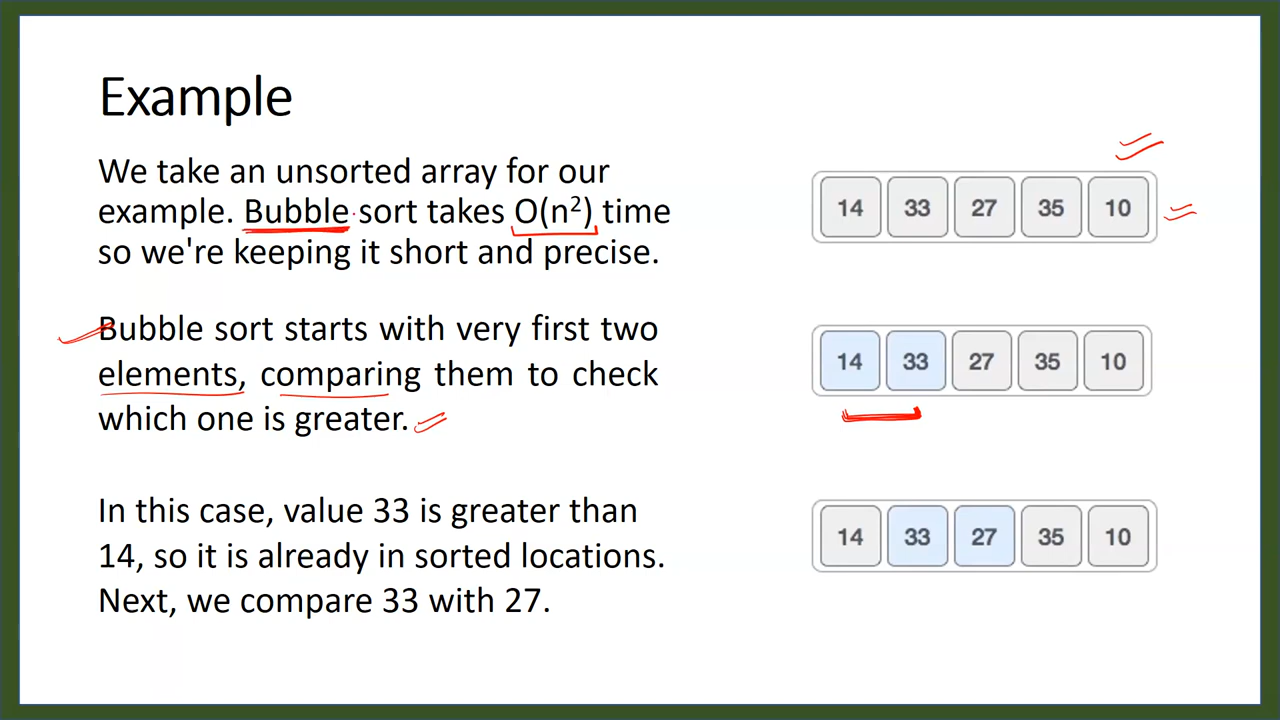 Example
We take an unsorted array for our
example. Bubble sort takes O(n²) time
so we're keeping it short and precise.
14 33 27 35 10
Bubble sort starts with very first two
elements, comparing them to check
which one is greater.
14 33 27 35 10
In this case, value 33 is greater than
14, so it is already in sorted locations.
Next, we compare 33 with 27.
14 33 27 35 10